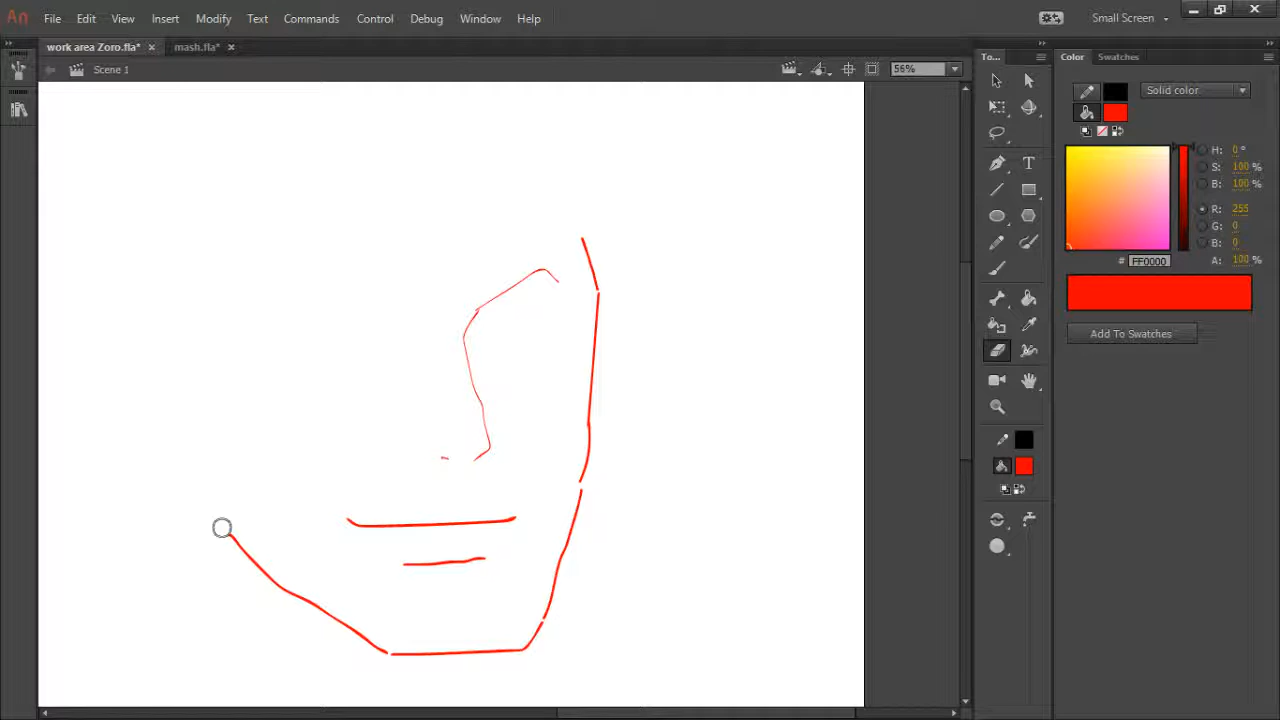 An File Edit View Insert Modify Text Commands Control Debug Window Help Small Screen
work area Zoro.fla* × mash.fla* ×
Scene 1 56%
To... Color Swatches
Solid color
H: 0 °
S: 100 %
B: 100 %
R: 255
G: 0
B: 0
# FF0000 A: 100 %
Add To Swatches